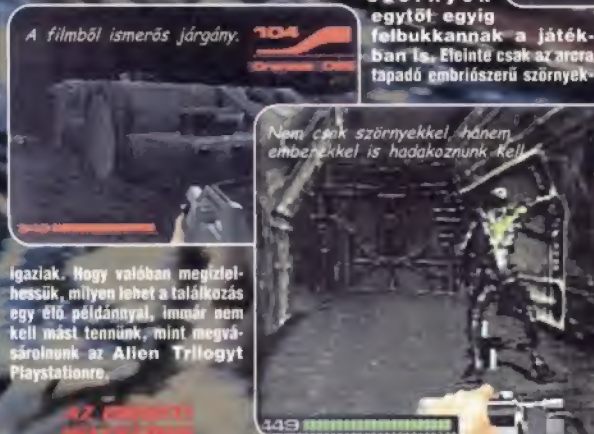 egytől egyig
felbukkannak a játék-
ban is. Eleinte csak az arcra
tapadó embriószerű szörnyek-
A filmből ismerős járgány.
104
Nem csak szörnyekkel, hanem
emberekkel is hadakoznunk kell.
igaziak. Hogy valóban megízlel-
hessük, milyen lehet a találkozás
egy élő példánnyal, immár nem
kell mást tennünk, mint megvá-
sárolnunk az Alien Trilogyt
Playstationre.
449